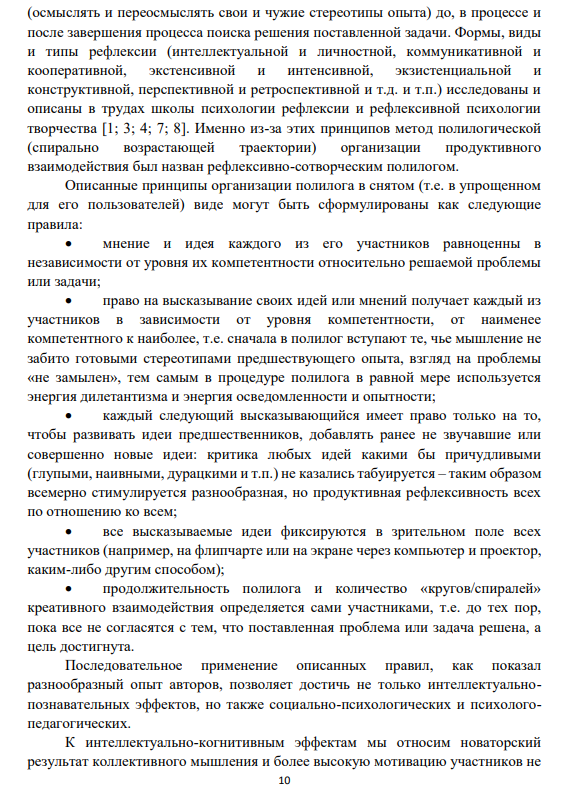 (осмыслять и переосмыслять свои и чужие стереотипы опыта) до, в процессе и
после завершения процесса поиска решения поставленной задачи. Формы, виды
и типы рефлексии (интеллектуальной и личностной, коммуникативной и
кооперативной, экстенсивной и интенсивной, экзистенциальной и
конструктивной, перспективной и ретроспективной и т.д. и т.п.) исследованы и
описаны в трудах школы психологии рефлексии и рефлексивной психологии
творчества [1; 3; 4; 7; 8]. Именно из-за этих принципов метод полилогической
(спирально возрастающей траектории) организации продуктивного
взаимодействия был назван рефлексивно-сотворческим полилогом.
Описанные принципы организации полилога в снятом (т.е. в упрощенном
для его пользователей) виде могут быть сформулированы как следующие
правила:
• мнение и идея каждого из его участников равноценны в
независимости от уровня их компетентности относительно решаемой проблемы
или задачи;
• право на высказывание своих идей или мнений получает каждый из
участников в зависимости от уровня компетентности, от наименее
компетентного к наиболее, т.е. сначала в полилог вступают те, чье мышление не
забито готовыми стереотипами предшествующего опыта, взгляд на проблемы
«не замылен», тем самым в процедуре полилога в равной мере используется
энергия дилетантизма и энергия осведомленности и опытности;
• каждый следующий высказывающийся имеет право только на то,
чтобы развивать идеи предшественников, добавлять ранее не звучавшие или
совершенно новые идеи: критика любых идей какими бы причудливыми
(глупыми, наивными, дурацкими и т.п.) не казались табуируется – таким образом
всемерно стимулируется разнообразная, но продуктивная рефлексивность всех
по отношению ко всем;
• все высказываемые идеи фиксируются в зрительном поле всех
участников (например, на флипчарте или на экране через компьютер и проектор,
каким-либо другим способом);
• продолжительность полилога и количество «кругов/спиралей»
креативного взаимодействия определяется сами участниками, т.е. до тех пор,
пока все не согласятся с тем, что поставленная проблема или задача решена, а
цель достигнута.
Последовательное применение описанных правил, как показал
разнообразный опыт авторов, позволяет достичь не только интеллектуально-
познавательных эффектов, но также социально-психологических и психолого-
педагогических.
К интеллектуально-когнитивным эффектам мы относим новаторский
результат коллективного мышления и более высокую мотивацию участников не
10